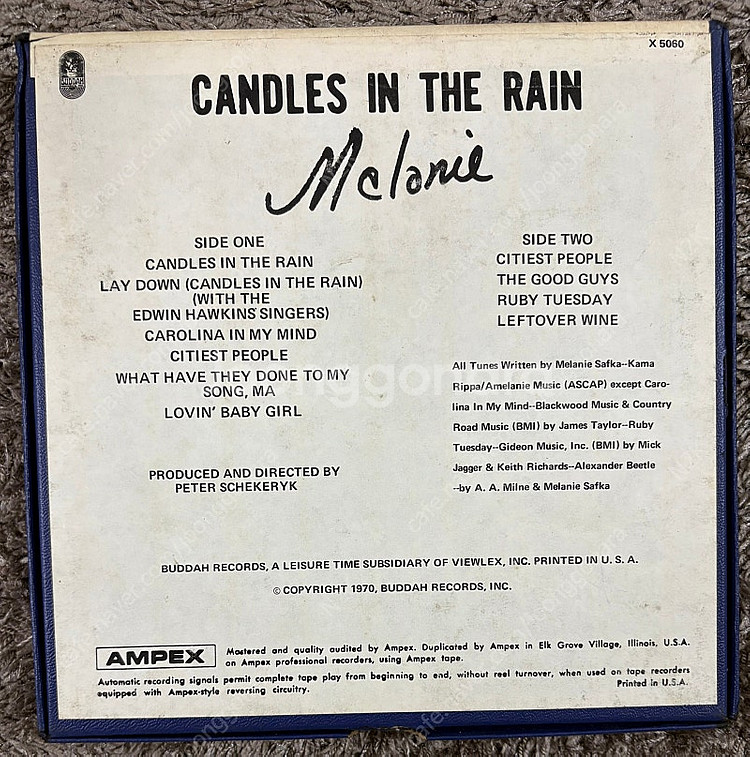 BUDDAH
X 5060
CANDLES IN THE RAIN
Melanie
SIDE ONE
CANDLES IN THE RAIN
LAY DOWN (CANDLES IN THE RAIN)
(WITH THE
EDWIN HAWKINS SINGERS)
CAROLINA IN MY MIND
CITIEST PEOPLE
WHAT HAVE THEY DONE TO MY
SONG, MA
LOVIN' BABY GIRL
PRODUCED AND DIRECTED BY
PETER SCHEKERYK
SIDE TWO
CITIEST PEOPLE
THE GOOD GUYS
RUBY TUESDAY
LEFTOVER WINE
All Tunes Written by Melanie Safka--Kama
Rippa/Amelanie Music (ASCAP) except Caro-
lina In My Mind--Blackwood Music & Country
Road Music (BMI) by James Taylor--Ruby
Tuesday--Gideon Music, Inc. (BMI) by Mick
Jagger & Keith Richards--Alexander Beetle
--by A. A. Milne & Melanie Safka
BUDDAH RECORDS, A LEISURE TIME SUBSIDIARY OF VIEWLEX, INC. PRINTED IN U. S. A.
© COPYRIGHT 1970, BUDDAH RECORDS, INC.
AMPEX
Mastered and quality audited by Ampex. Duplicated by Ampex in Elk Grove Village, Illinois, U.S.A.
on Ampex professional recorders, using Ampex tape.
Automatic recording signals permit complete tape play from beginning to end, without reel turnover, when used on tape recorders
equipped with Ampex-style reversing circuitry.
Printed in U.S.A.